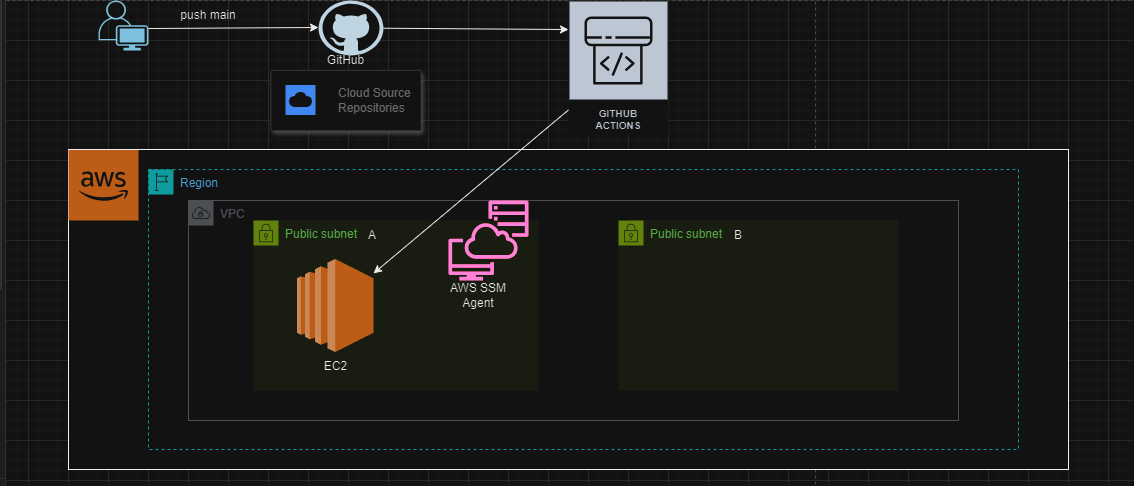 push main
GitHub
Cloud Source
Repositories
</>
GITHUB
ACTIONS
aws
Region
VPC
Public subnet A
Public subnet B
AWS SSM
Agent
EC2